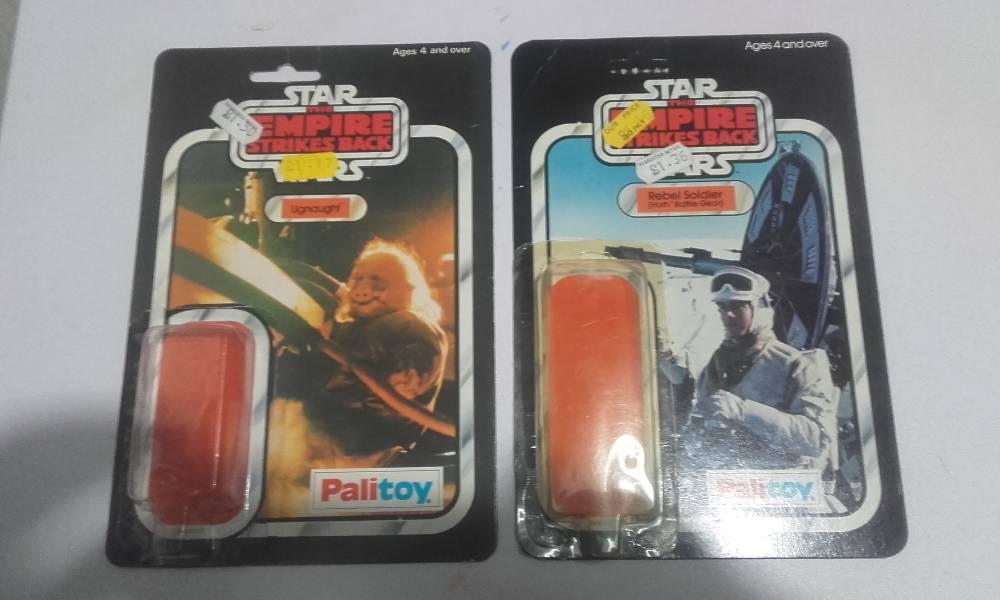 Ages 4 and over
STAR
THE
EMPIRE
STRIKES BACK
WARS
Ugnaught
Palitoy
Ages 4 and over
STAR
THE
EMPIRE
STRIKES BACK
WARS
£1.36
Rebel Soldier
(Hoth Battle Gear)
Palitoy